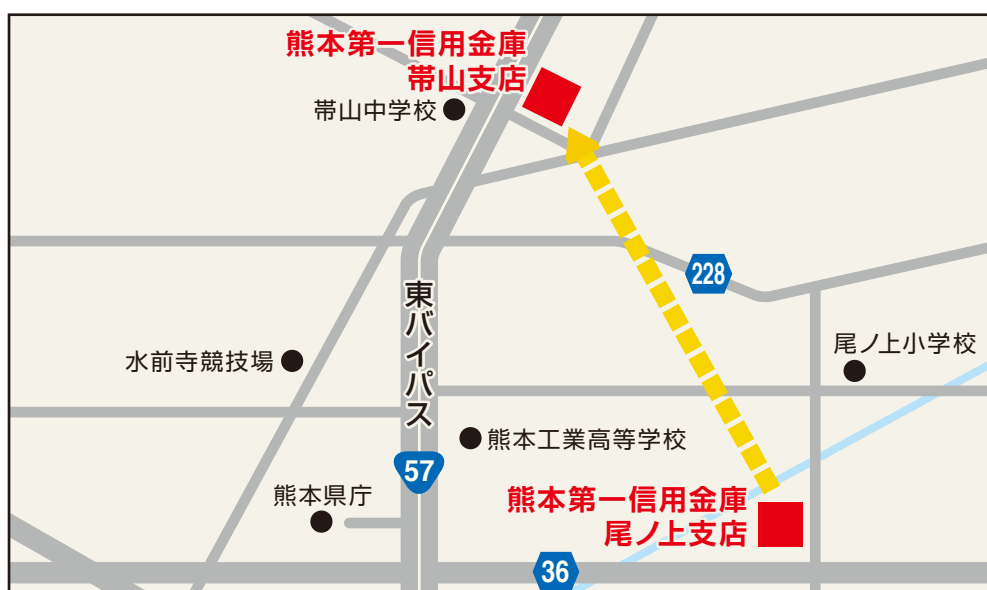 熊本第一信用金庫
帯山支店
帯山中学校
228
東バイパス
尾ノ上小学校
水前寺競技場
熊本工業高等学校
57
熊本県庁
熊本第一信用金庫
尾ノ上支店
36